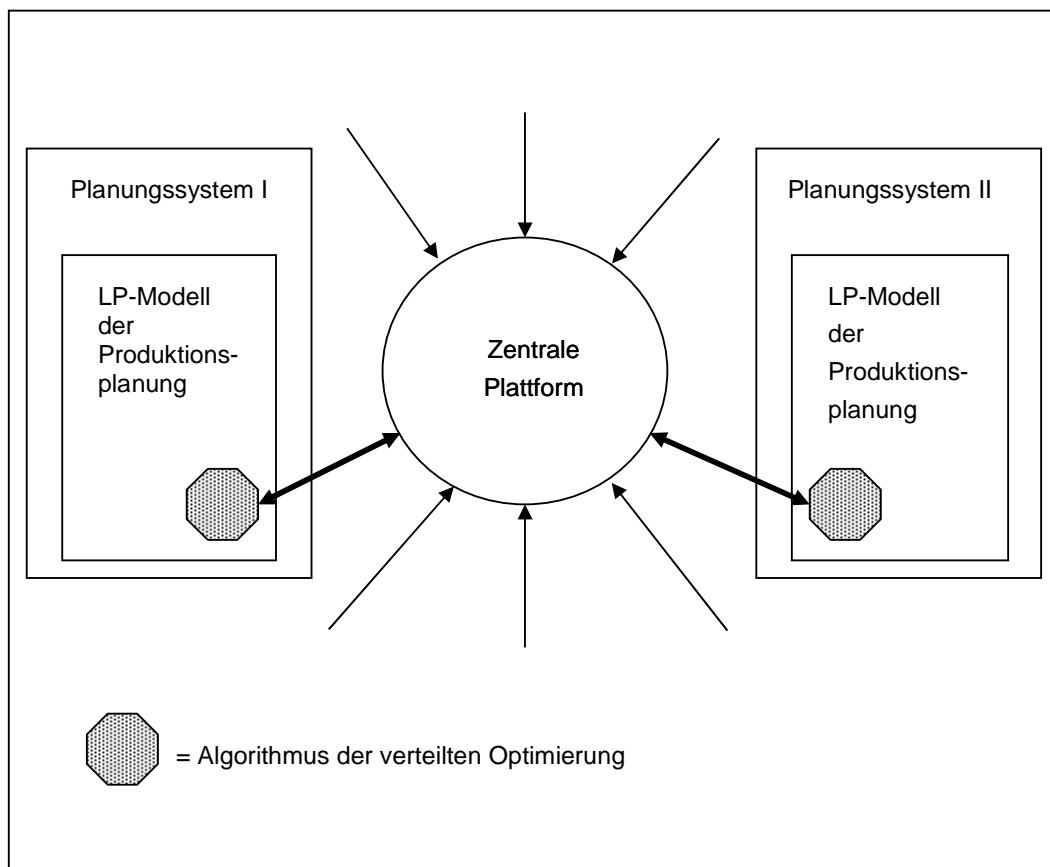 Planungssystem I
LP-Modell
der
Produktions-
planung
Zentrale
Plattform
Planungssystem II
LP-Modell
der
Produktions-
planung
= Algorithmus der verteilten Optimierung